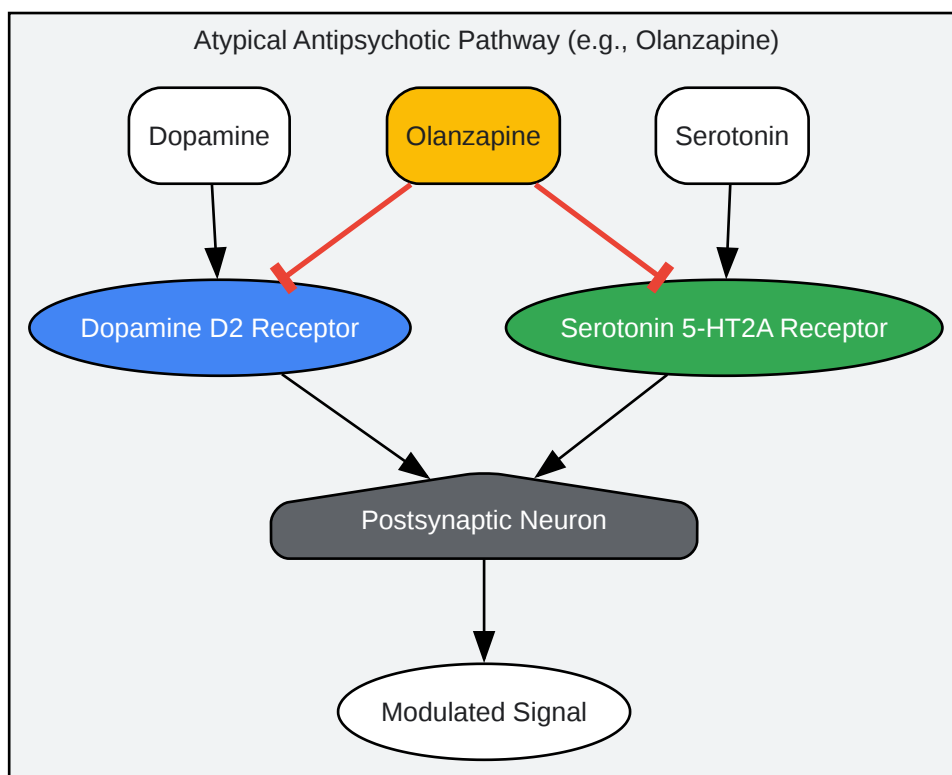 Atypical Antipsychotic Pathway (e.g., Olanzapine)
Dopamine
Olanzapine
Serotonin
Dopamine D2 Receptor
Serotonin 5-HT2A Receptor
Postsynaptic Neuron
Modulated Signal